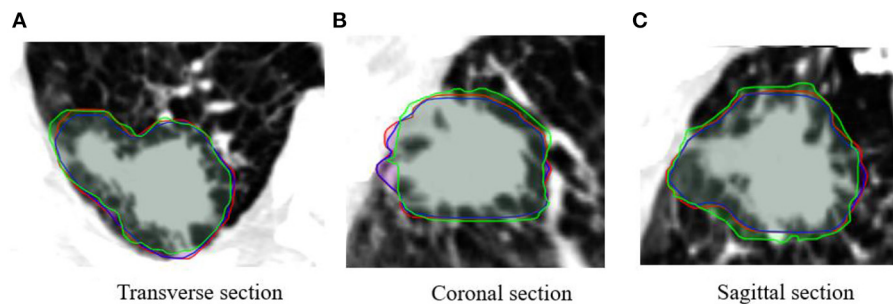 A
B
C
Transverse section
Coronal section
Sagittal section